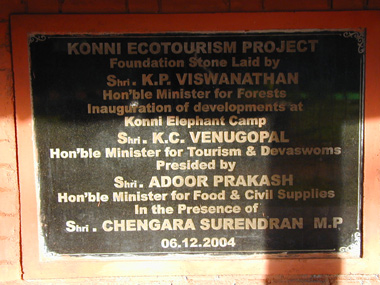 KONNI ECOTOURISM PROJECT
Foundation Stone Laid by
Shri. K.P. VISWANATHAN
Hon'ble Minister for Forests
Inauguration of developments at
Konni Elephant Camp
Shri. K.C. VENUGOPAL
Hon'ble Minister for Tourism & Devaswoms
Presided by
Shri. ADOOR PRAKASH
Hon'ble Minister for Food & Civil Supplies
In the Presence of
Shri. CHENGARA SURENDRAN M.P
06.12.2004